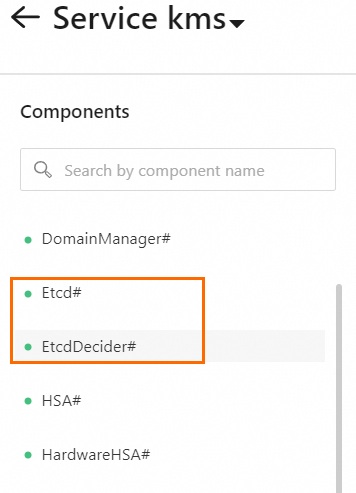 Service kms
Components
Search by component name
DomainManager#
Etcd#
EtcdDecider#
HSA#
HardwareHSA#